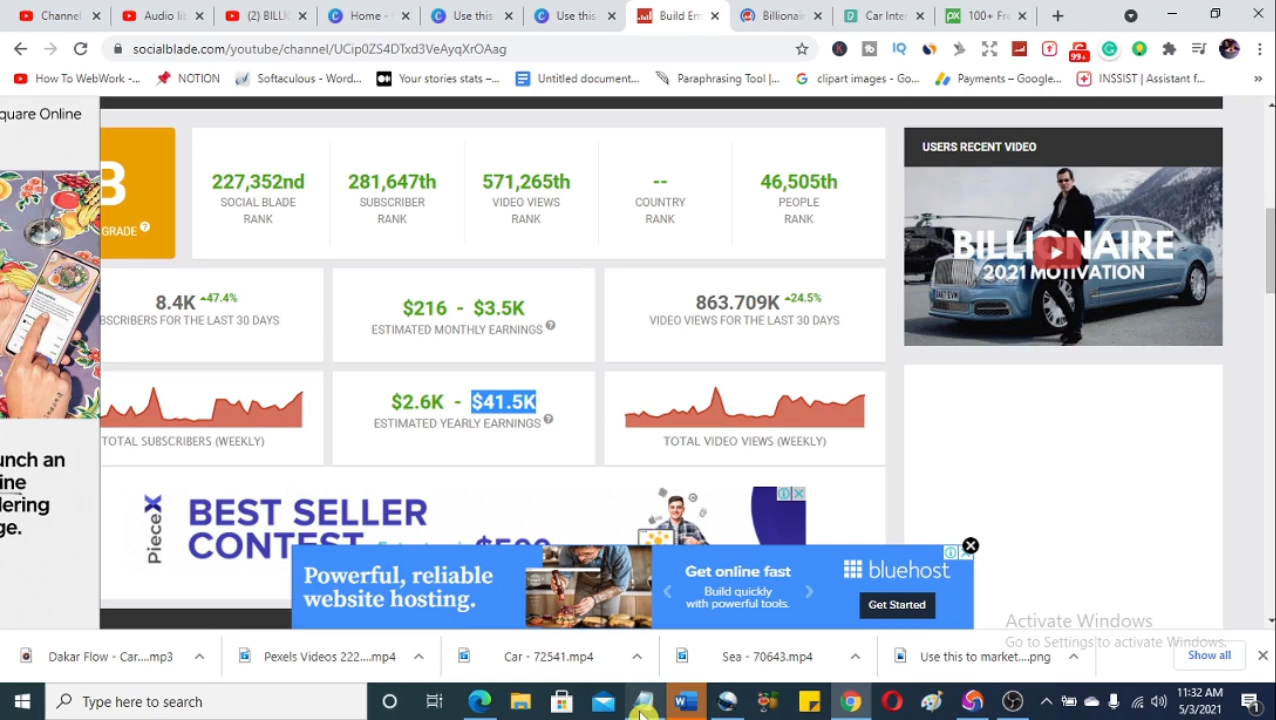 Channel
Audio lib
(2) BILLI
Home -
Use this
Use this
Build Em
Billionai
Car Inter
100+ Fre
socialblade.com/youtube/channel/UCip0ZS4DTxd3VeAyqXrOAag
99+
How To WebWork -...
NOTION
Softaculous - Word...
Your stories stats –...
Untitled document...
Paraphrasing Tool |...
clipart images - Go...
Payments – Google...
INSSIST | Assistant f...
quare Online
B
GRADE
227,352nd
SOCIAL BLADE
RANK
281,647th
SUBSCRIBER
RANK
571,265th
VIDEO VIEWS
RANK
--
COUNTRY
RANK
46,505th
PEOPLE
RANK
USERS RECENT VIDEO
BILLIONAIRE
2021 MOTIVATION
8.4K 47.4%
BSCRIBERS FOR THE LAST 30 DAYS
$216 - $3.5K
ESTIMATED MONTHLY EARNINGS
863.709K 24.5%
VIDEO VIEWS FOR THE LAST 30 DAYS
TOTAL SUBSCRIBERS (WEEKLY)
$2.6K - $41.5K
ESTIMATED YEARLY EARNINGS
TOTAL VIDEO VIEWS (WEEKLY)
unch an
ine
dering
ge.
PieceX
BEST SELLER
CONTEST
Powerful, reliable
website hosting.
Get online fast
Build quickly
with powerful tools.
bluehost
Get Started
Activate Windows
Go to Settings to activate Windows.
Dakar Flow - Car....mp3
Pexels Videos 222....mp4
Car - 72541.mp4
Sea - 70643.mp4
Use this to market....png
Show all
Type here to search
11:32 AM
5/3/2021
1